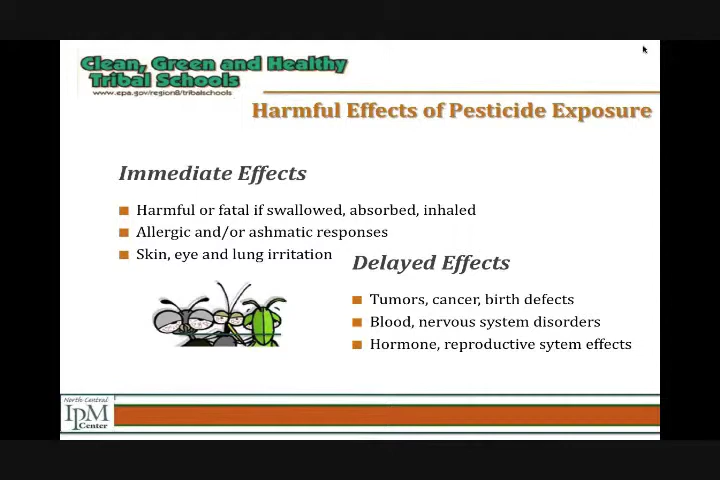 Clean, Green and Healthy
Tribal Schools
www.epa.gov/region8/tribalschools
Harmful Effects of Pesticide Exposure
Immediate Effects
Harmful or fatal if swallowed, absorbed, inhaled
Allergic and/or ashmatic responses
Skin, eye and lung irritation
Delayed Effects
Tumors, cancer, birth defects
Blood, nervous system disorders
Hormone, reproductive sytem effects
North Central
IPM
Center